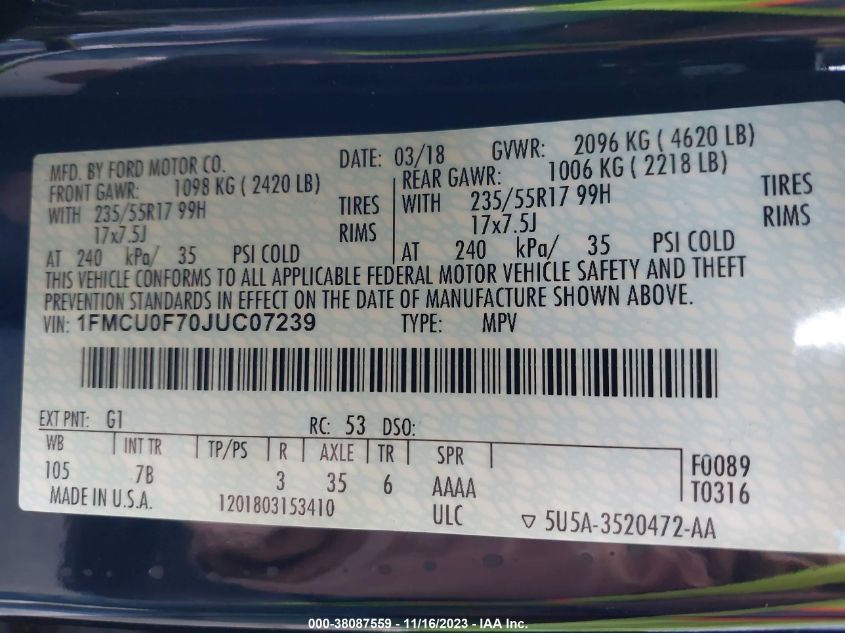 MFD. BY FORD MOTOR CO.
DATE: 03/18 GVWR: 2096 KG ( 4620 LB)
FRONT GAWR: 1098 KG ( 2420 LB)
WITH 235/55R17 99H TIRES
17x7.5J RIMS
AT 240 kPa/ 35 PSI COLD
REAR GAWR: 1006 KG ( 2218 LB)
WITH 235/55R17 99H TIRES
17x7.5J RIMS
AT 240 kPa/ 35 PSI COLD
THIS VEHICLE CONFORMS TO ALL APPLICABLE FEDERAL MOTOR VEHICLE SAFETY AND THEFT
PREVENTION STANDARDS IN EFFECT ON THE DATE OF MANUFACTURE SHOWN ABOVE.
VIN: 1FMCU0F70JUC07239 TYPE: MPV
EXT PNT: G1 RC: 53 DSO:
WB INT TR TP/PS R AXLE TR SPR
105 7B 3 35 6 AAAA
F0089
T0316
MADE IN U.S.A. 1201803153410 ULC
▽ 5U5A-3520472-AA
000-38087559 - 11/16/2023 - IAA Inc.